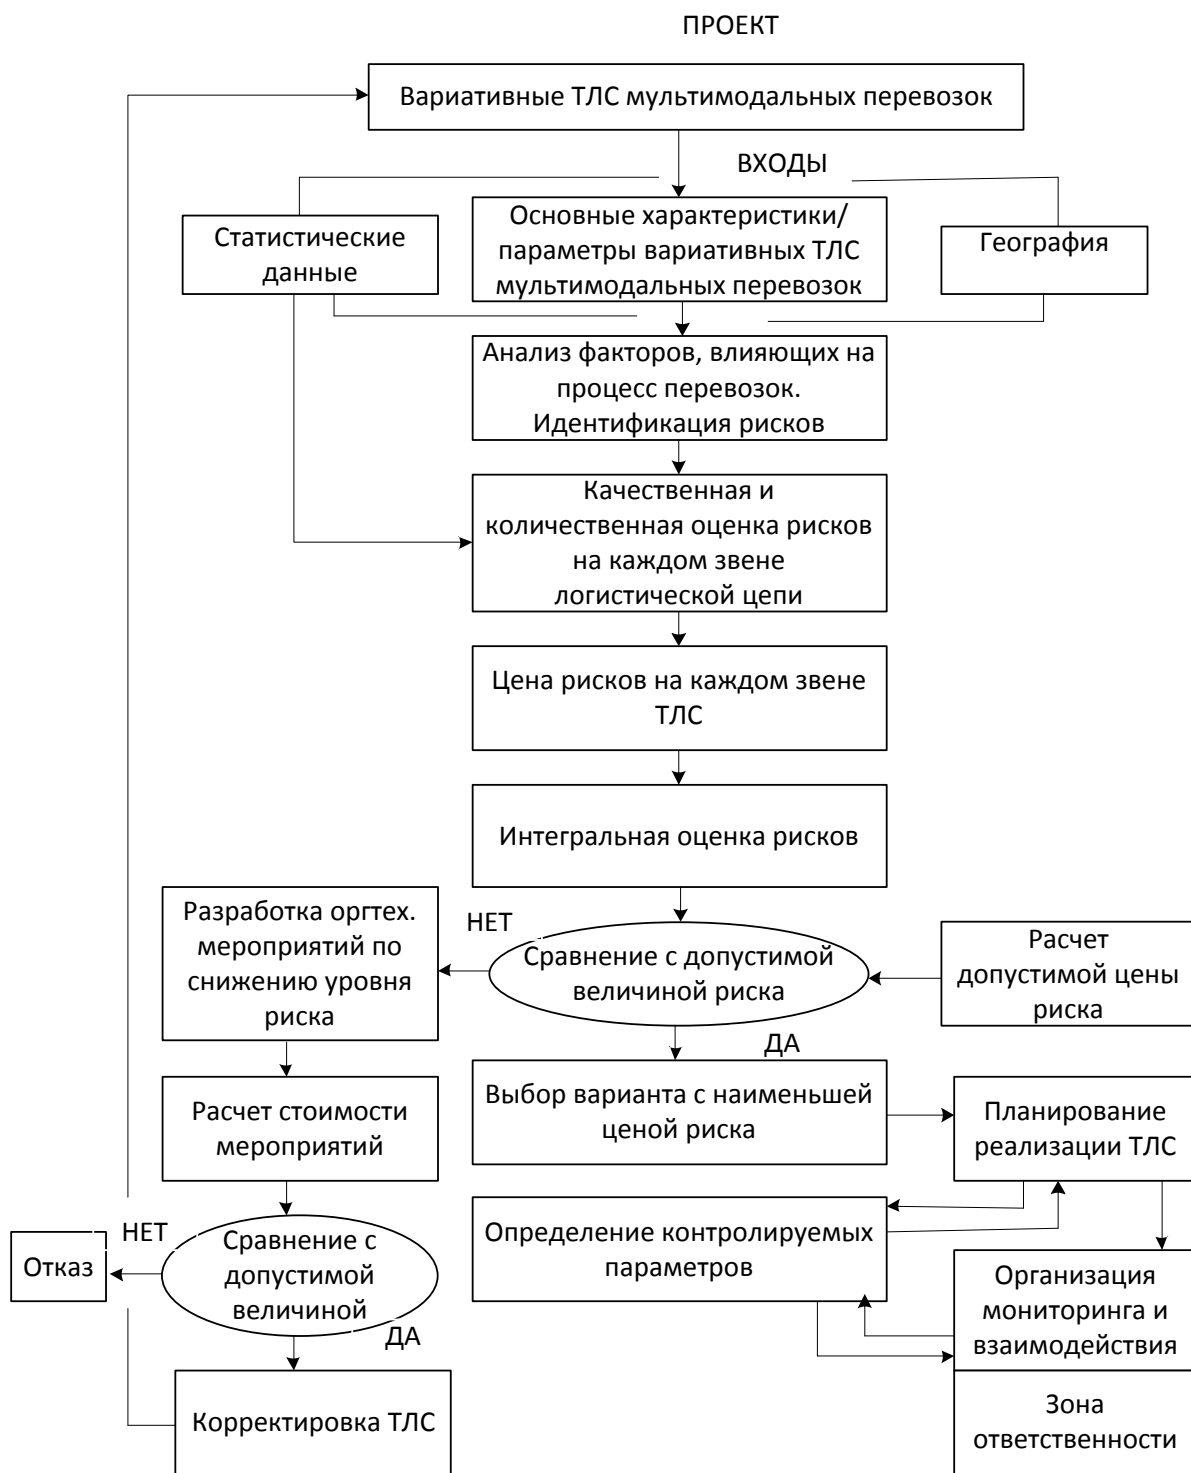 ПРОЕКТ
Вариативные ТЛС мультимодальных перевозок
ВХОДЫ
Статистические
данные
Основные характеристики/
параметры вариативных ТЛС
мультимодальных перевозок
География
Анализ факторов, влияющих на
процесс перевозок.
Идентификация рисков
Качественная и
количественная оценка рисков
на каждом звене
логистической цепи
Цена рисков на каждом звене
ТЛС
Интегральная оценка рисков
Разработка оргтех.
мероприятий по
снижению уровня
риска
НЕТ
Сравнение с допустимой
величиной риска
Расчет
допустимой цены
риска
ДА
Расчет стоимости
мероприятий
Выбор варианта с наименьшей
ценой риска
Планирование
реализации ТЛС
НЕТ
Отказ
Сравнение с
допустимой
величиной
Определение контролируемых
параметров
Организация
мониторинга и
взаимодействия
ДА
Корректировка ТЛС
Зона
ответственности